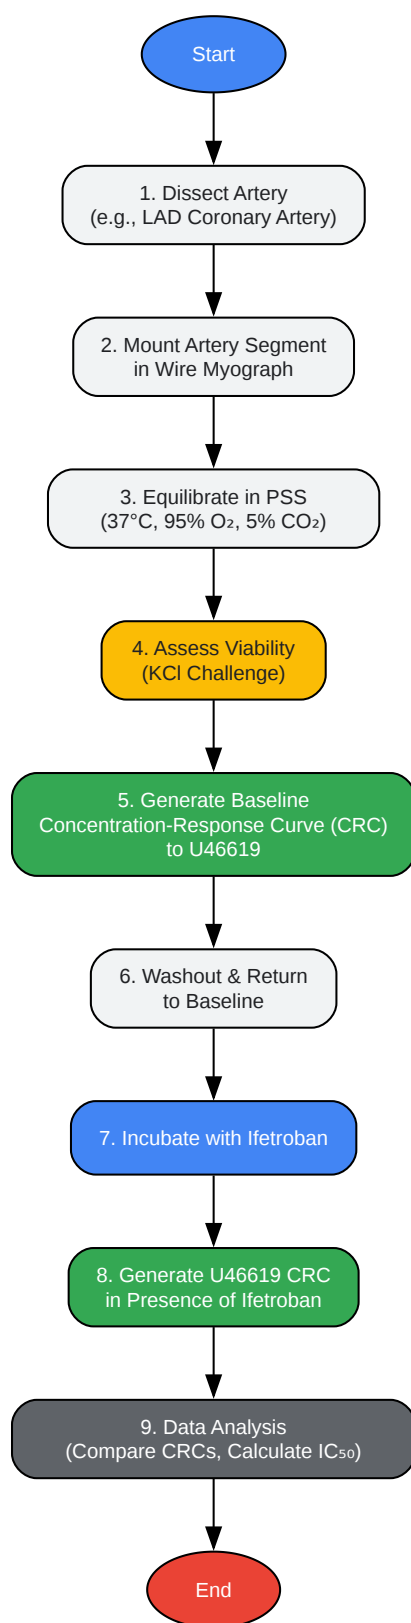 Start
1. Dissect Artery
(e.g., LAD Coronary Artery)
2. Mount Artery Segment
in Wire Myograph
3. Equilibrate in PSS
(37°C, 95% O₂, 5% CO₂)
4. Assess Viability
(KCl Challenge)
5. Generate Baseline
Concentration-Response Curve (CRC)
to U46619
6. Washout & Return
to Baseline
7. Incubate with Ifetroban
8. Generate U46619 CRC
in Presence of Ifetroban
9. Data Analysis
(Compare CRCs, Calculate IC₅₀)
End